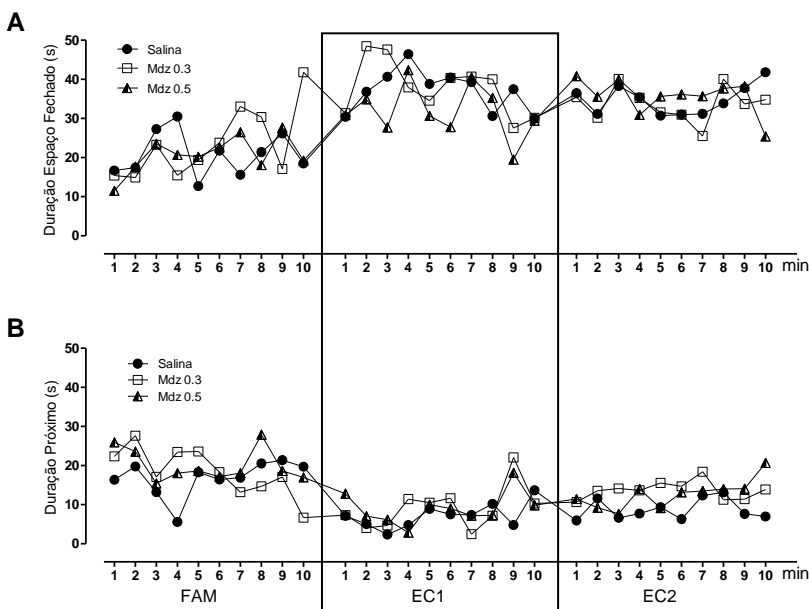 A
Duração Espaço Fechado (s)
50
40
30
20
10
0
Salina
Mdz 0.3
Mdz 0.5
1 2 3 4 5 6 7 8 9 10 1 2 3 4 5 6 7 8 9 10 1 2 3 4 5 6 7 8 9 10 min
B
Duração Próximo (s)
50
40
30
20
10
0
Salina
Mdz 0.3
Mdz 0.5
1 2 3 4 5 6 7 8 9 10 1 2 3 4 5 6 7 8 9 10 1 2 3 4 5 6 7 8 9 10 min
FAM EC1 EC2